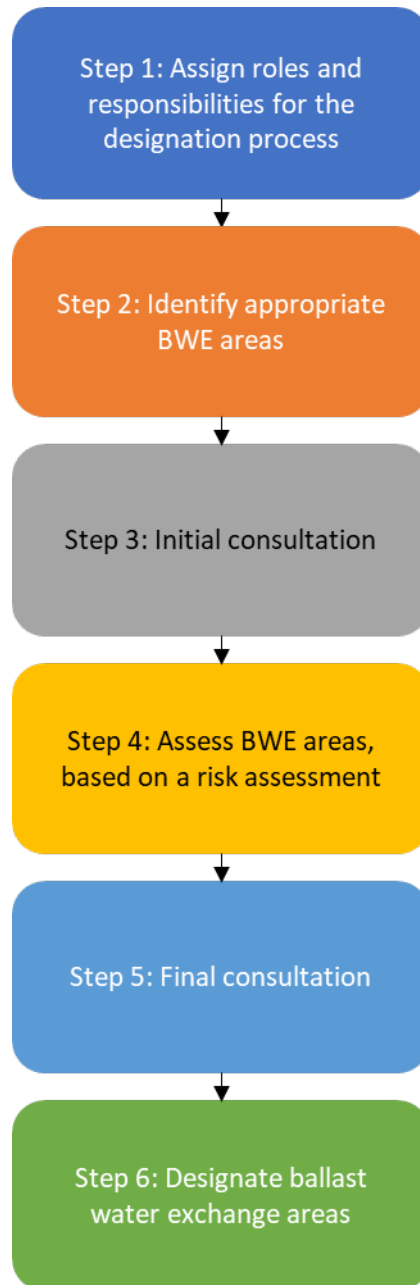 Step 1: Assign roles and
responsibilities for the
designation process
Step 2: Identify appropriate
BWE areas
Step 3: Initial consultation
Step 4: Assess BWE areas,
based on a risk assessment
Step 5: Final consultation
Step 6: Designate ballast
water exchange areas